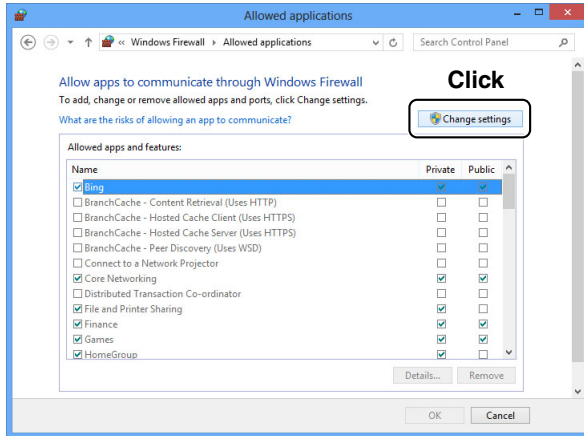 Allowed applications
« Windows Firewall › Allowed applications
Search Control Panel
Allow apps to communicate through Windows Firewall
Click
To add, change or remove allowed apps and ports, click Change settings.
What are the risks of allowing an app to communicate?
Change settings
Allowed apps and features:
Name Private Public
Bing
BranchCache - Content Retrieval (Uses HTTP)
BranchCache - Hosted Cache Client (Uses HTTPS)
BranchCache - Hosted Cache Server (Uses HTTPS)
BranchCache - Peer Discovery (Uses WSD)
Connect to a Network Projector
Core Networking
Distributed Transaction Co-ordinator
File and Printer Sharing
Finance
Games
HomeGroup
Details... Remove
OK Cancel